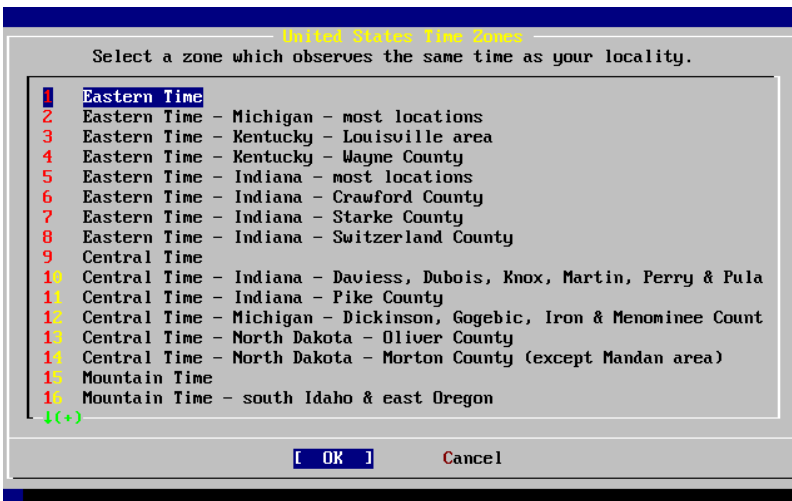 United States Time Zones
Select a zone which observes the same time as your locality.
1 Eastern Time
2 Eastern Time - Michigan - most locations
3 Eastern Time - Kentucky - Louisville area
4 Eastern Time - Kentucky - Wayne County
5 Eastern Time - Indiana - most locations
6 Eastern Time - Indiana - Crawford County
7 Eastern Time - Indiana - Starke County
8 Eastern Time - Indiana - Switzerland County
9 Central Time
10 Central Time - Indiana - Daviess, Dubois, Knox, Martin, Perry & Pula
11 Central Time - Indiana - Pike County
12 Central Time - Michigan - Dickinson, Gogebic, Iron & Menominee Count
13 Central Time - North Dakota - Oliver County
14 Central Time - North Dakota - Morton County (except Mandan area)
15 Mountain Time
16 Mountain Time - south Idaho & east Oregon
↓(+)
[ OK ] Cancel